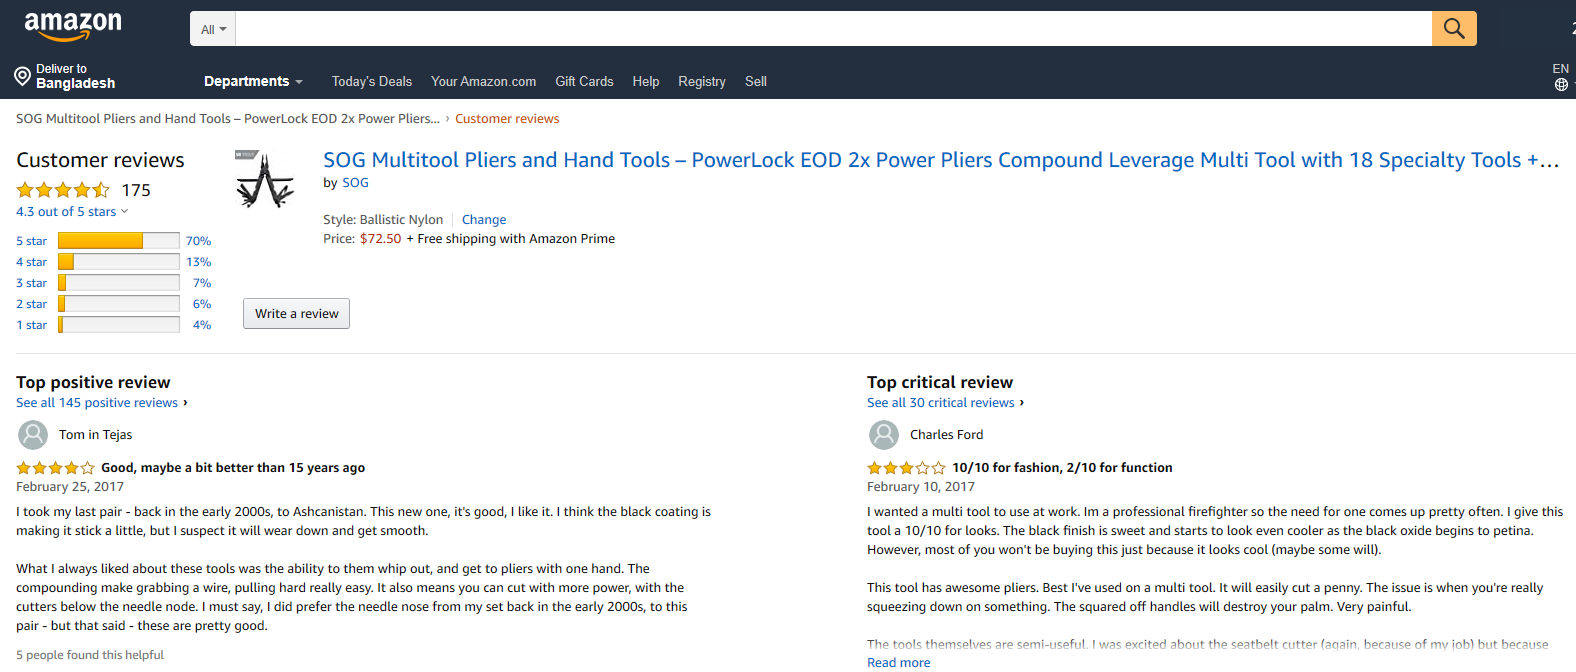 amazon
All
Deliver to
Bangladesh
Departments
Today's Deals
Your Amazon.com
Gift Cards
Help
Registry
Sell
EN
SOG Multitool Pliers and Hand Tools – PowerLock EOD 2x Power Pliers... › Customer reviews
Customer reviews
175
4.3 out of 5 stars
5 star 70%
4 star 13%
3 star 7%
2 star 6%
1 star 4%
SOG Multitool Pliers and Hand Tools – PowerLock EOD 2x Power Pliers Compound Leverage Multi Tool with 18 Specialty Tools +…
by SOG
Style: Ballistic Nylon | Change
Price: $72.50 + Free shipping with Amazon Prime
Write a review
Top positive review
See all 145 positive reviews ›
Tom in Tejas
Good, maybe a bit better than 15 years ago
February 25, 2017
I took my last pair - back in the early 2000s, to Ashcanistan. This new one, it's good, I like it. I think the black coating is
making it stick a little, but I suspect it will wear down and get smooth.
What I always liked about these tools was the ability to them whip out, and get to pliers with one hand. The
compounding make grabbing a wire, pulling hard really easy. It also means you can cut with more power, with the
cutters below the needle node. I must say, I did prefer the needle nose from my set back in the early 2000s, to this
pair - but that said - these are pretty good.
5 people found this helpful
Top critical review
See all 30 critical reviews ›
Charles Ford
10/10 for fashion, 2/10 for function
February 10, 2017
I wanted a multi tool to use at work. Im a professional firefighter so the need for one comes up pretty often. I give this
tool a 10/10 for looks. The black finish is sweet and starts to look even cooler as the black oxide begins to petina.
However, most of you won't be buying this just because it looks cool (maybe some will).
This tool has awesome pliers. Best I've used on a multi tool. It will easily cut a penny. The issue is when you're really
squeezing down on something. The squared off handles will destroy your palm. Very painful.
The tools themselves are semi-useful. I was excited about the seatbelt cutter (again, because of my job) but because
Read more